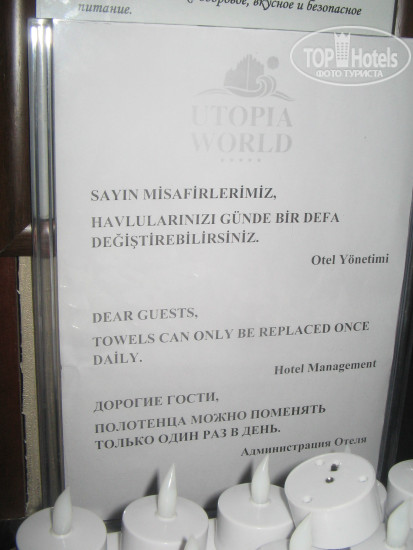 здоровое, вкусное и безопасное
питание.
TOP Hotels
ФОТО ТУРИСТА
UTOPIA
WORLD
SAYIN MİSAFİRLERİMİZ,
HAVLULARINIZI GÜNDE BİR DEFA
DEĞİŞTİREBİLİRSİNİZ.
Otel Yönetimi
DEAR GUESTS,
TOWELS CAN ONLY BE REPLACED ONCE
DAİLY.
Hotel Management
ДОРОГИЕ ГОСТИ,
ПОЛОТЕНЦА МОЖНО ПОМЕНЯТЬ
ТОЛЬКО ОДИН РАЗ В ДЕНЬ.
Администрация Отеля